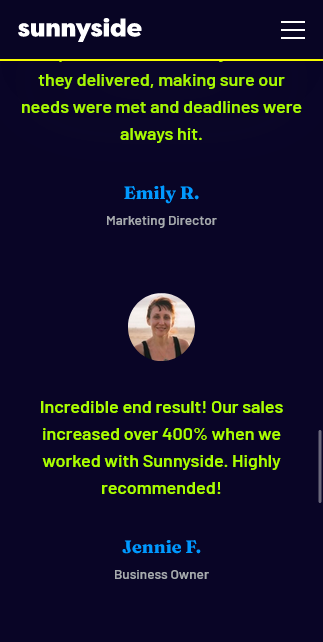 sunnyside
they delivered, making sure our
needs were met and deadlines were
always hit.
Emily R.
Marketing Director
Incredible end result! Our sales
increased over 400% when we
worked with Sunnyside. Highly
recommended!
Jennie F.
Business Owner